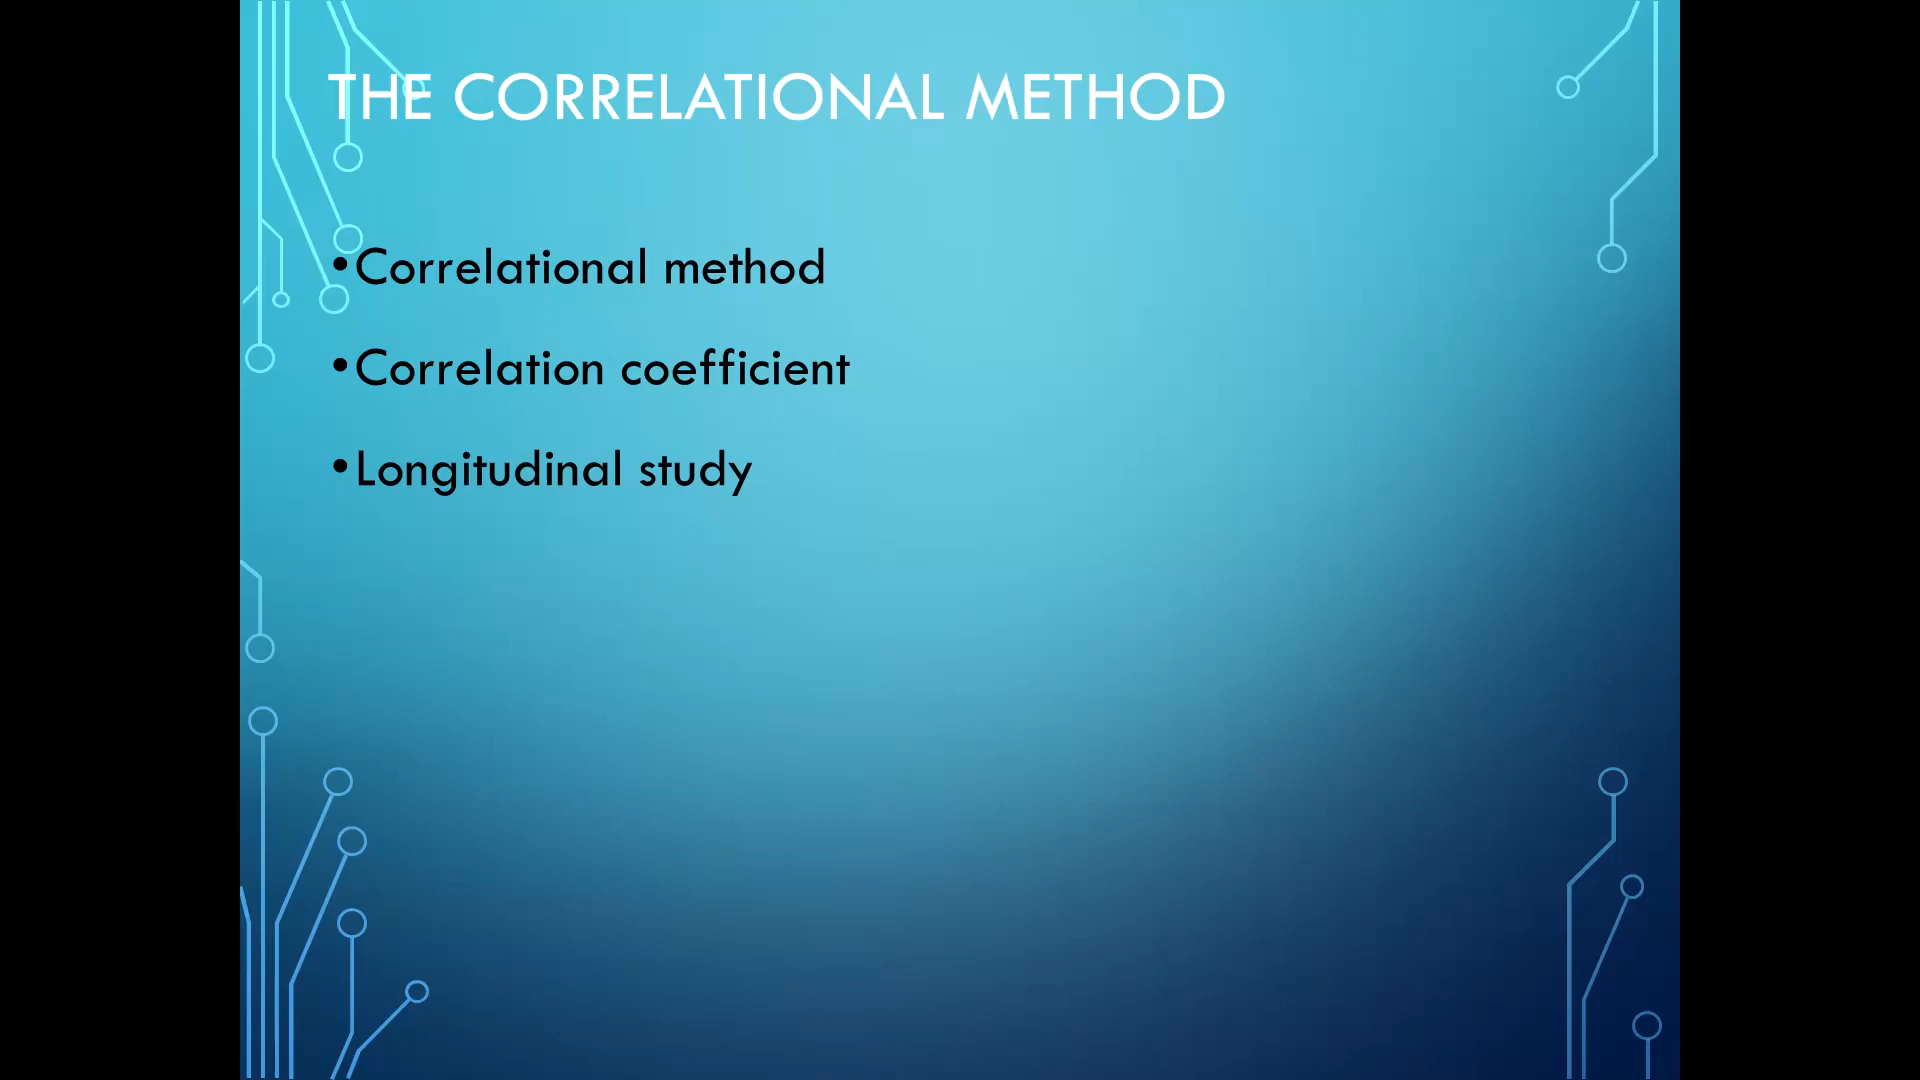 THE CORRELATIONAL METHOD
•Correlational method
•Correlation coefficient
•Longitudinal study